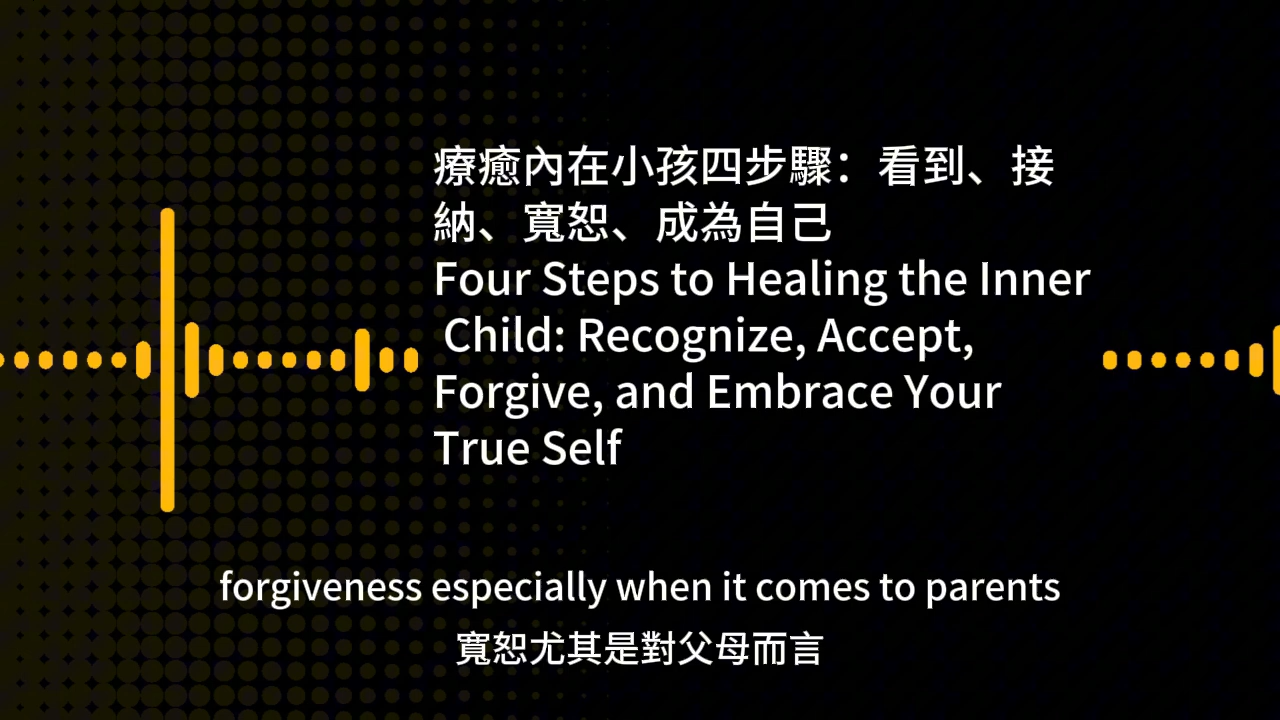 療癒內在小孩四步驟：看到、接
納、寬恕、成為自己
Four Steps to Healing the Inner
Child: Recognize, Accept,
Forgive, and Embrace Your
True Self
forgiveness especially when it comes to parents
寬恕尤其是對父母而言